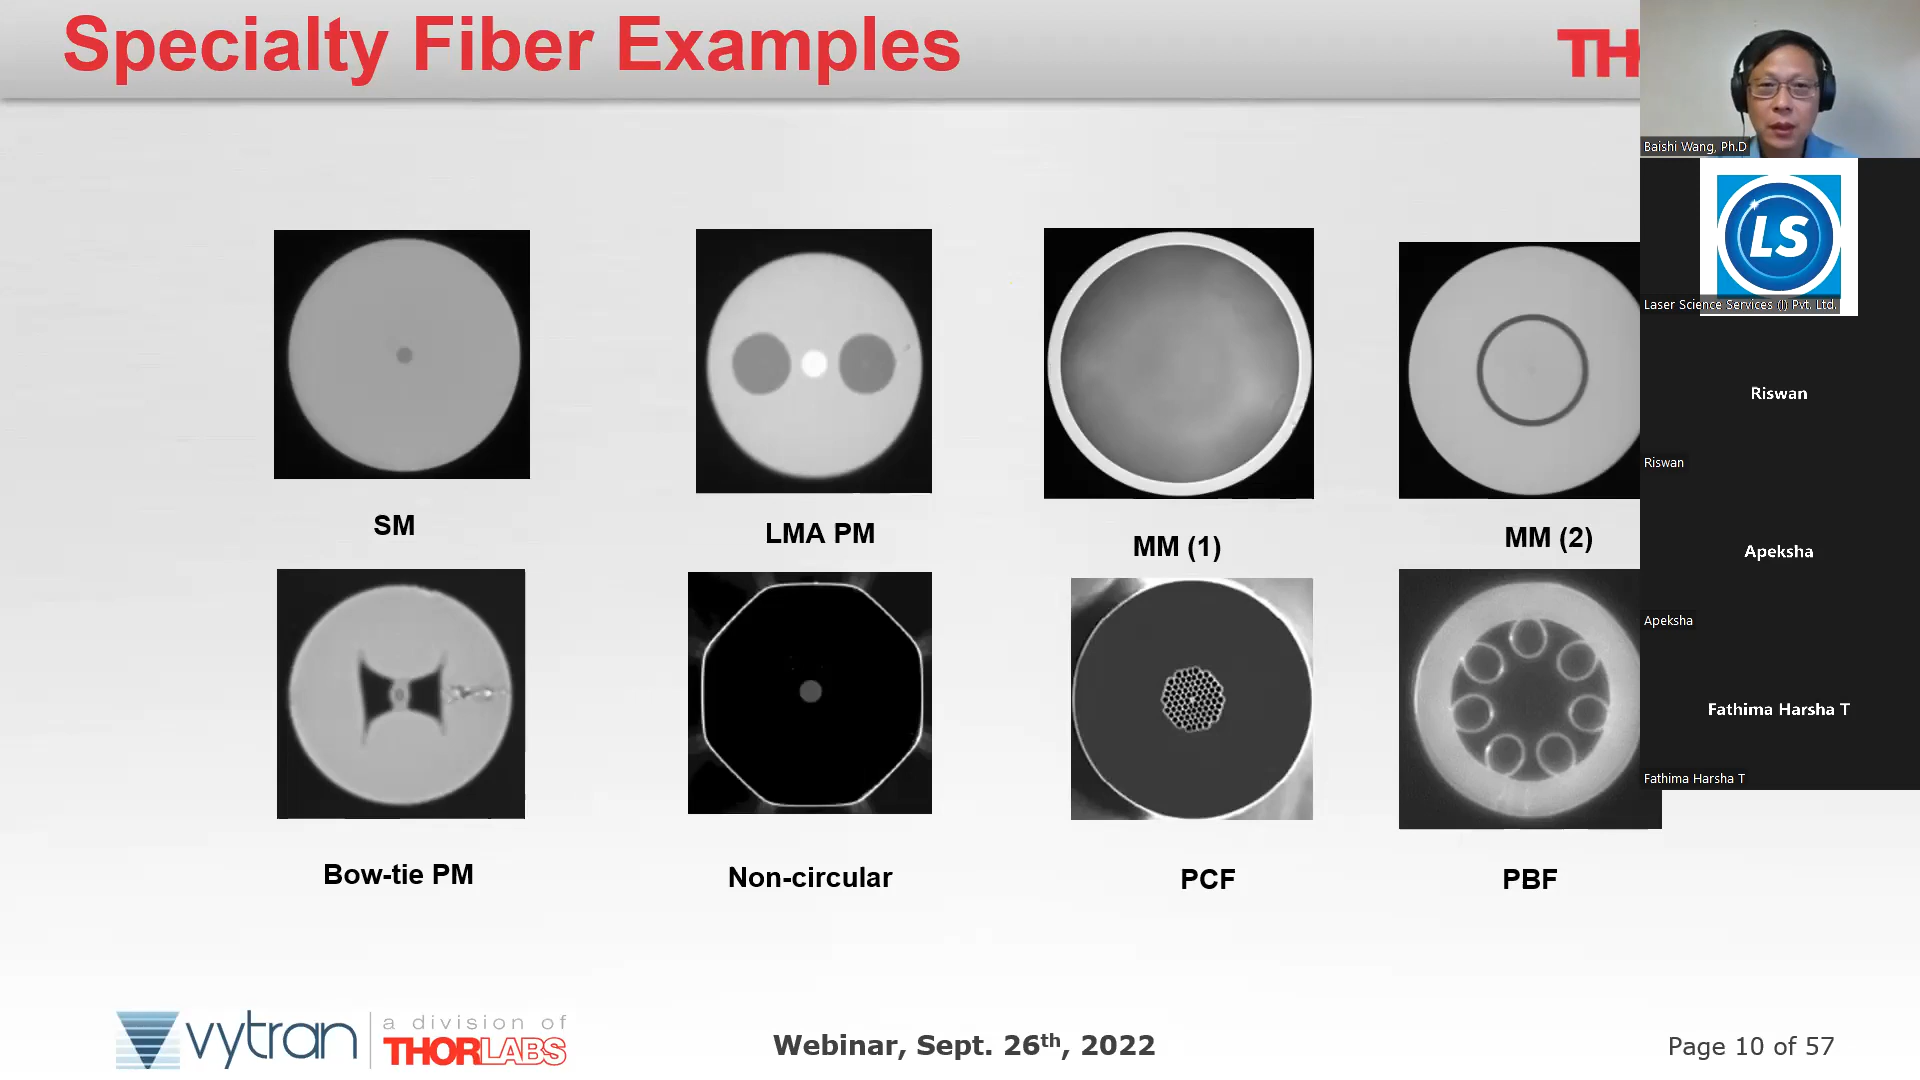 Specialty Fiber Examples
TH
Baishi Wang, Ph.D
LS
Laser Science Services (I) Pvt. Ltd.
Riswan
Riswan
Apeksha
Apeksha
Fathima Harsha T
Fathima Harsha T
SM
LMA PM
MM (1)
MM (2)
Bow-tie PM
Non-circular
PCF
PBF
vytran
a division of
THORLABS
Webinar, Sept. 26th, 2022
Page 10 of 57